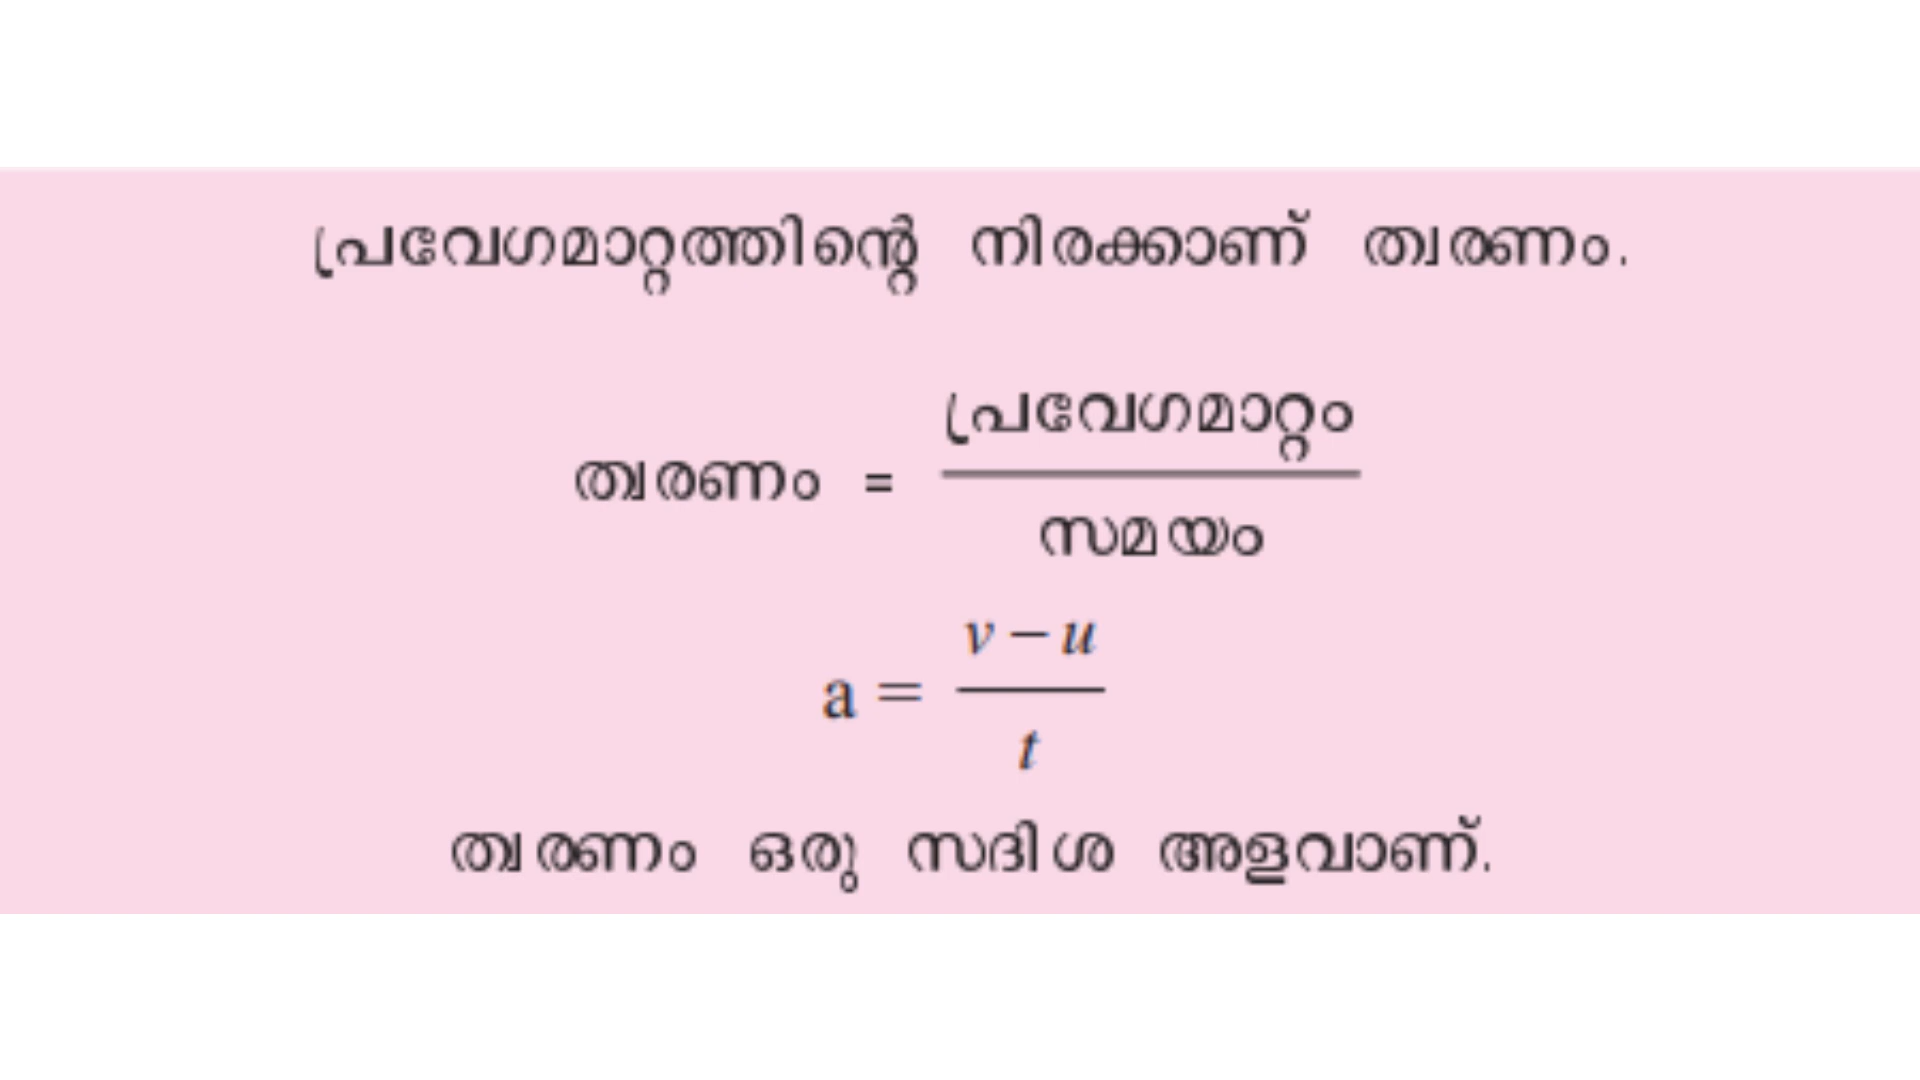 പ്രവേഗമാറ്റത്തിന്റെ നിരക്കാണ് ത്വരണം.
ത്വരണം = പ്രവേഗമാറ്റം / സമയം
a = v − u / t
ത്വരണം ഒരു സദിശ അളവാണ്.